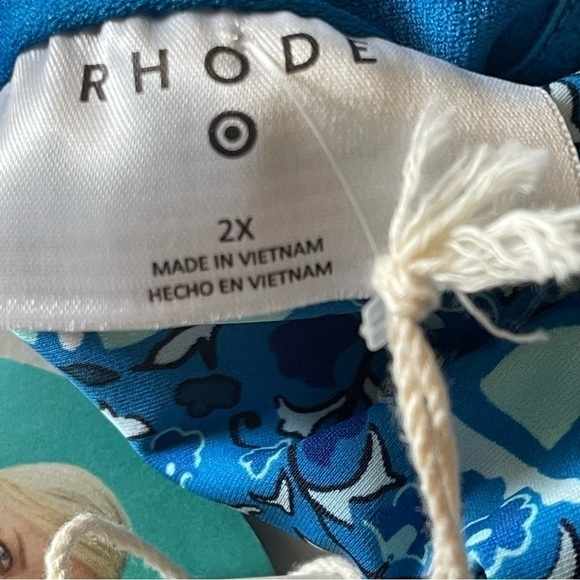 RHODE
2X
MADE IN VIETNAM
HECHO EN VIETNAM